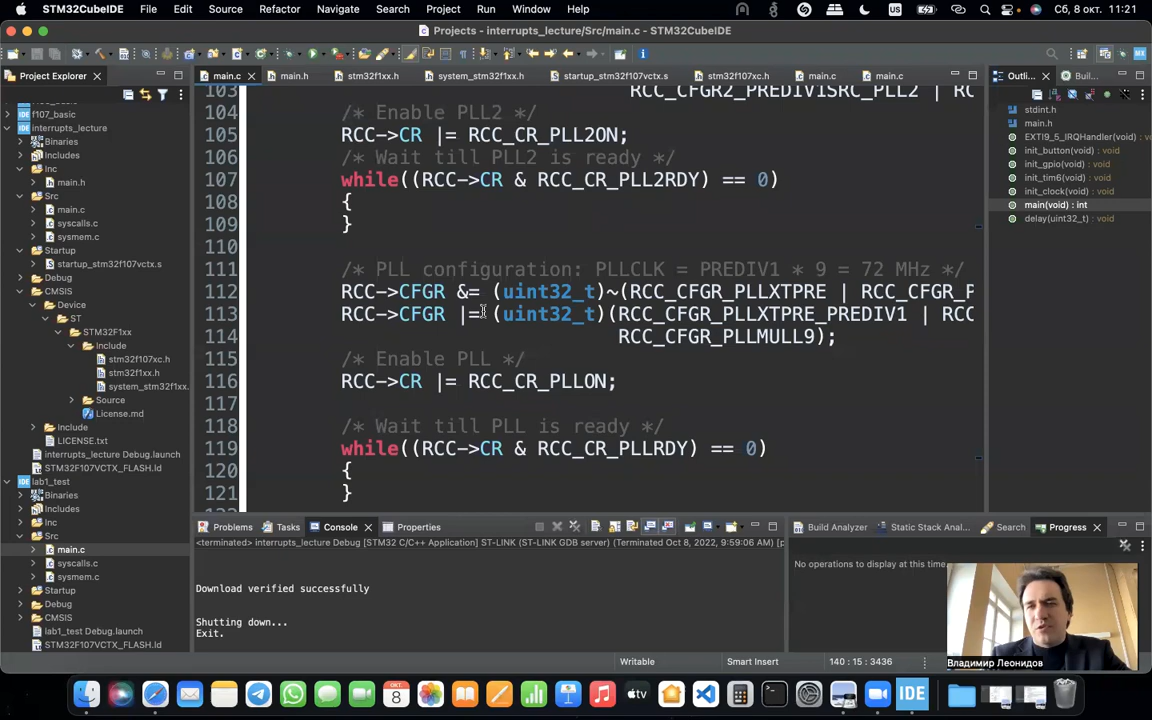 STM32CubeIDE File Edit Source Refactor Navigate Search Project Run Window Help US Сб, 8 окт. 11:21
Projects - interrupts_lecture/Src/main.c - STM32CubeIDE
Project Explorer
main.c main.h stm32f1xx.h system_stm32f1xx.h startup_stm32f107vctx.s stm32f107xc.h main.c main.c
Outli... Buil...
f107_basic
interrupts_lecture
Binaries
Includes
Inc
main.h
Src
main.c
syscalls.c
sysmem.c
Startup
startup_stm32f107vctx.s
Debug
CMSIS
Device
ST
STM32F1xx
Include
stm32f107xc.h
stm32f1xx.h
system_stm32f1xx.
Source
License.md
Include
LICENSE.txt
interrupts_lecture Debug.launch
STM32F107VCTX_FLASH.ld
lab1_test
Binaries
Includes
Inc
Src
main.c
syscalls.c
sysmem.c
Startup
Debug
CMSIS
lab1_test Debug.launch
STM32F107VCTX_FLASH.ld
103 RCC_CFGR2_PREDIV1SRC_PLL2 | RC
104 /* Enable PLL2 */
105 RCC->CR |= RCC_CR_PLL2ON;
106 /* Wait till PLL2 is ready */
107 while((RCC->CR & RCC_CR_PLL2RDY) == 0)
108 {
109 }
110
111 /* PLL configuration: PLLCLK = PREDIV1 * 9 = 72 MHz */
112 RCC->CFGR &= (uint32_t)~(RCC_CFGR_PLLXTPRE | RCC_CFGR_P
113 RCC->CFGR |= (uint32_t)(RCC_CFGR_PLLXTPRE_PREDIV1 | RCC
114 RCC_CFGR_PLLMULL9);
115 /* Enable PLL */
116 RCC->CR |= RCC_CR_PLLON;
117
118 /* Wait till PLL is ready */
119 while((RCC->CR & RCC_CR_PLLRDY) == 0)
120 {
121 }
stdint.h
main.h
EXTI9_5_IRQHandler(void) : void
init_button(void) : void
init_gpio(void) : void
init_tim6(void) : void
init_clock(void) : void
main(void) : int
delay(uint32_t) : void
Problems Tasks Console Properties
<terminated> interrupts_lecture Debug [STM32 C/C++ Application] ST-LINK (ST-LINK GDB server) (Terminated Oct 8, 2022, 9:59:06 AM) [p
Download verified successfully
Shutting down...
Exit.
Build Analyzer Static Stack Anal... Search Progress
No operations to display at this time.
Владимир Леонидов
Writable Smart Insert 140 : 15 : 3436
ОКТ.
8
tv
IDE